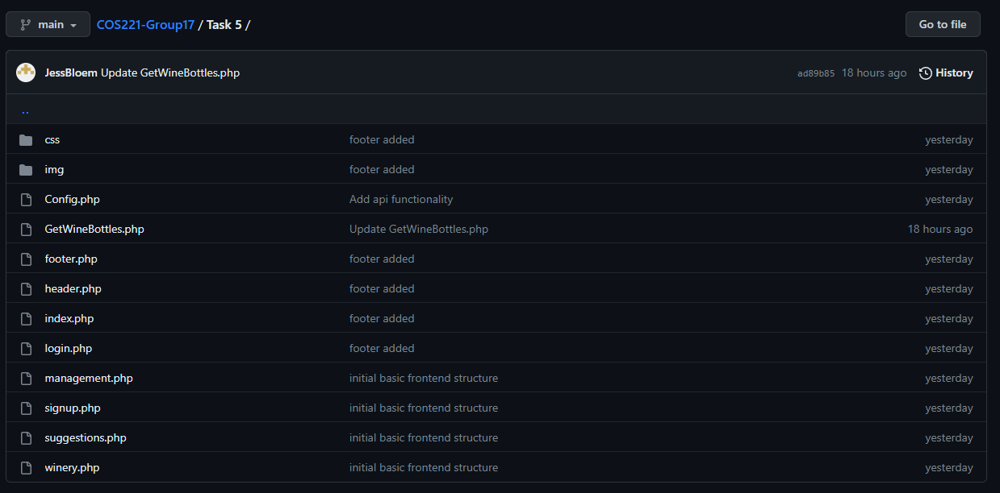 main COS221-Group17 / Task 5 / Go to file
JessBloem Update GetWineBottles.php ad89b85 18 hours ago History
..
css footer added yesterday
img footer added yesterday
Config.php Add api functionality yesterday
GetWineBottles.php Update GetWineBottles.php 18 hours ago
footer.php footer added yesterday
header.php footer added yesterday
index.php footer added yesterday
login.php footer added yesterday
management.php initial basic frontend structure yesterday
signup.php initial basic frontend structure yesterday
suggestions.php initial basic frontend structure yesterday
winery.php initial basic frontend structure yesterday